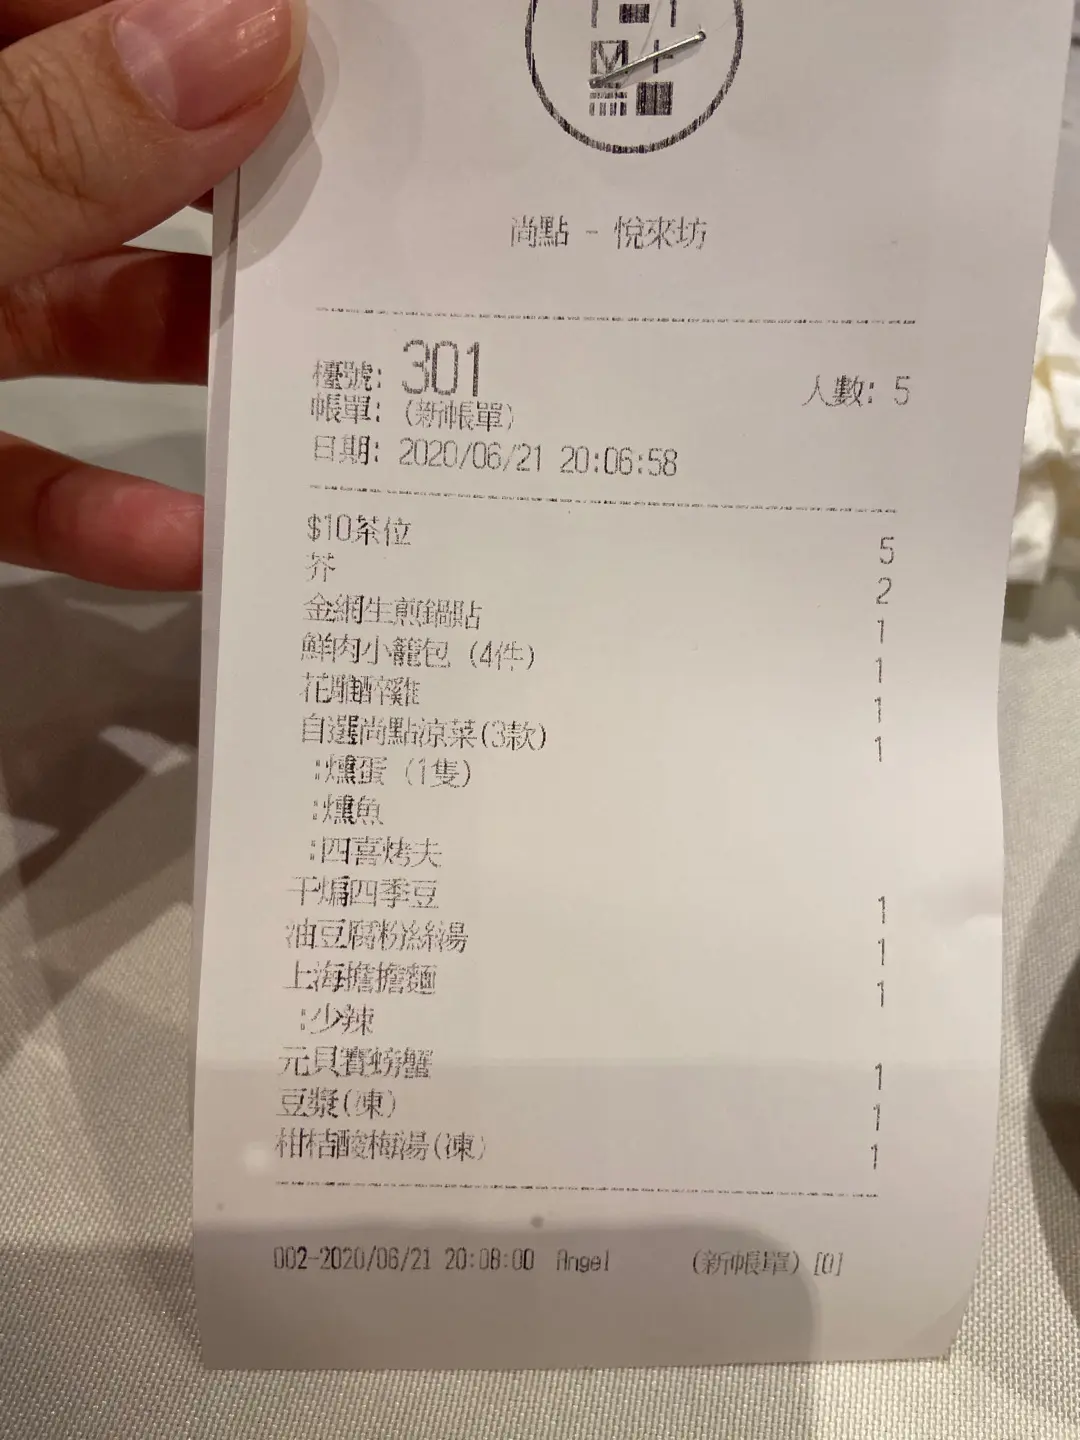 尚點 - 悅來坊
檯號: 301
人數: 5
帳單: (新帳單)
日期: 2020/06/21 20:06:58
$10茶位 5
芥 2
金網生煎鍋貼 1
鮮肉小籠包 (4件) 1
花雕醉雞 1
自選尚點涼菜(3款) 1
:燻蛋 (1隻)
:燻魚
:四喜烤夫
干煸四季豆 1
油豆腐粉絲湯 1
上海擔擔麵 1
:少辣
元貝賽螃蟹 1
豆漿(凍) 1
柑桔酸梅湯(凍) 1
002-2020/06/21 20:08:00 Angel (新帳單) [0]